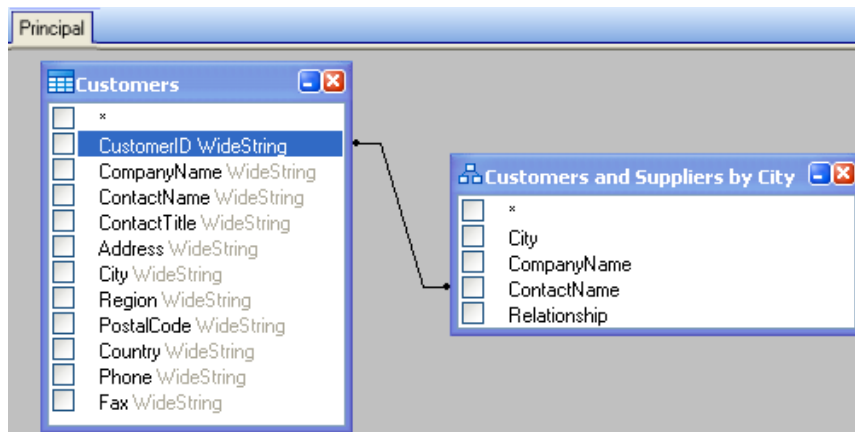 Principal
Customers
*
CustomerID WideString
CompanyName WideString
ContactName WideString
ContactTitle WideString
Address WideString
City WideString
Region WideString
PostalCode WideString
Country WideString
Phone WideString
Fax WideString
Customers and Suppliers by City
*
City
CompanyName
ContactName
Relationship